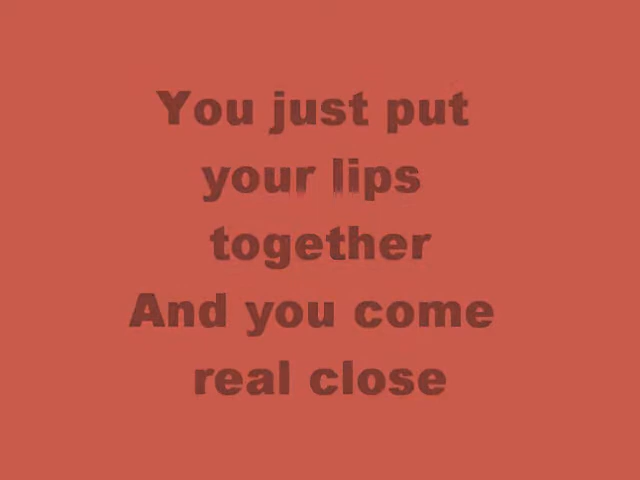 You just put
your lips
together
And you come
real close